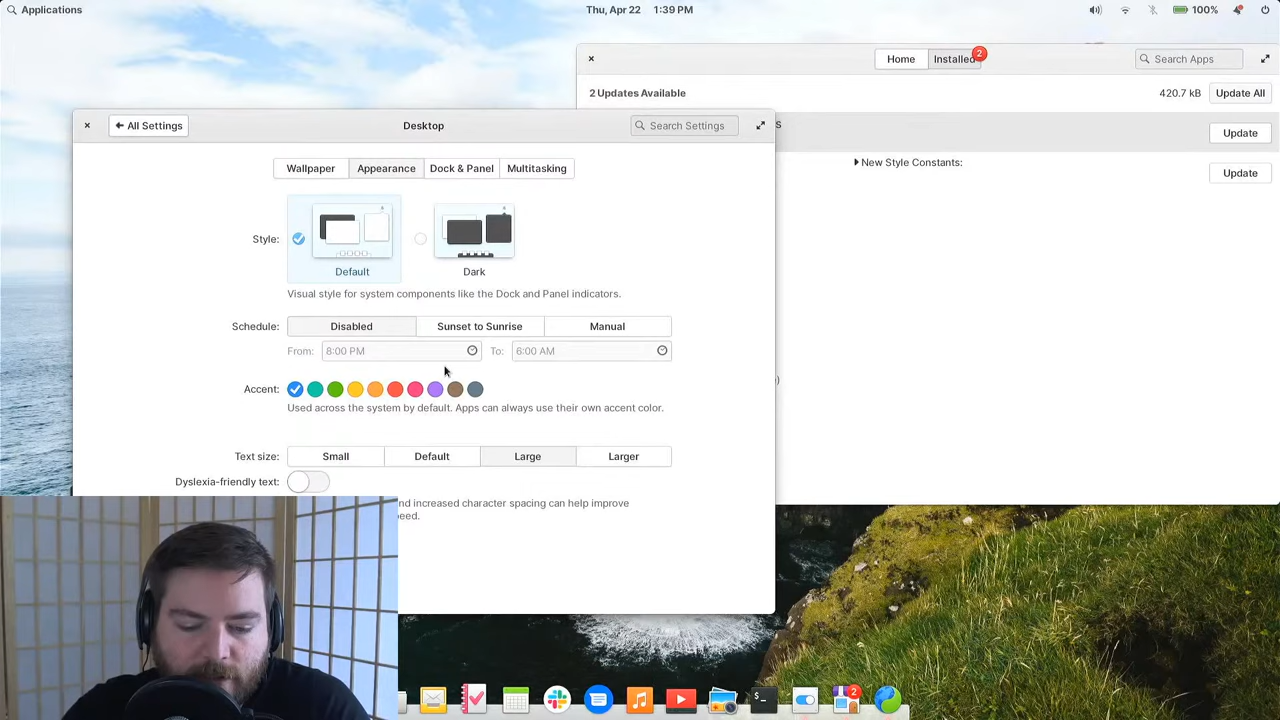 Applications
Thu, Apr 22 1:39 PM
100%
Home
Installed
2
Search Apps
2 Updates Available
420.7 kB
Update All
s
Update
New Style Constants:
Update
)
All Settings
Desktop
Search Settings
Wallpaper
Appearance
Dock & Panel
Multitasking
Style:
Default
Dark
Visual style for system components like the Dock and Panel indicators.
Schedule:
Disabled
Sunset to Sunrise
Manual
From:
8:00 PM
To:
6:00 AM
Accent:
Used across the system by default. Apps can always use their own accent color.
Text size:
Small
Default
Large
Larger
Dyslexia-friendly text:
and increased character spacing can help improve
eed.
2